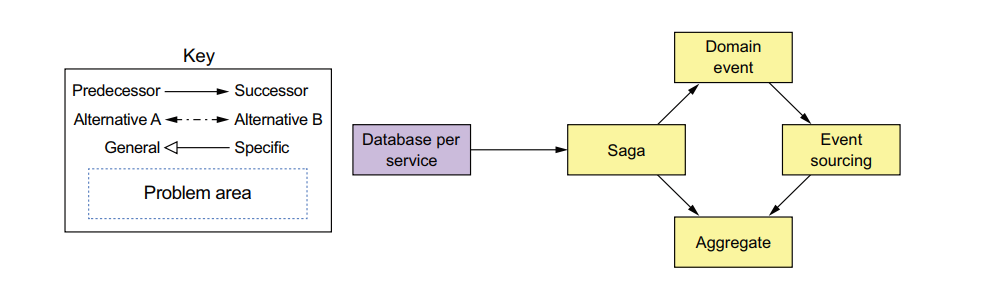 Key
Predecessor Successor
Alternative A Alternative B
General Specific
Problem area
Database per
service
Saga
Domain
event
Event
sourcing
Aggregate